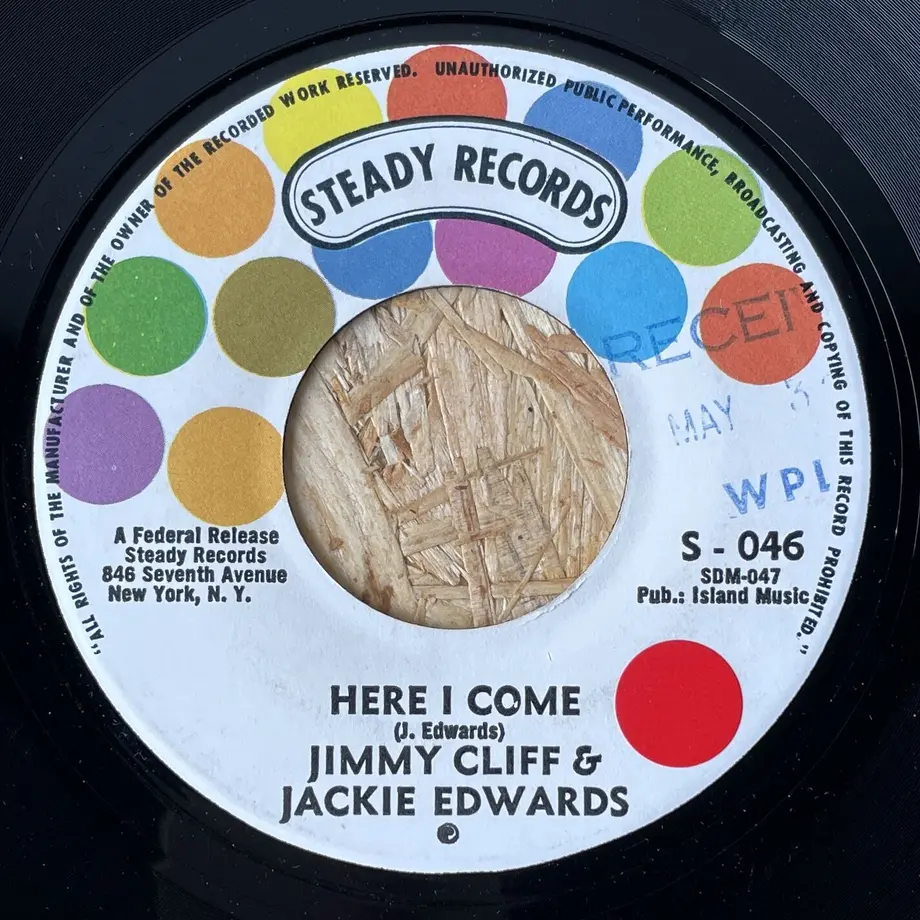 "ALL RIGHTS OF THE MANUFACTURER AND OF THE OWNER OF THE RECORDED WORK RESERVED. UNAUTHORIZED PUBLIC PERFORMANCE, BROADCASTING AND COPYING OF THIS RECORD PROHIBITED."
STEADY RECORDS
MAY
A Federal Release
Steady Records
846 Seventh Avenue
New York, N. Y.
S - 046
SDM-047
Pub.: Island Music
HERE I COME
(J. Edwards)
JIMMY CLIFF &
JACKIE EDWARDS